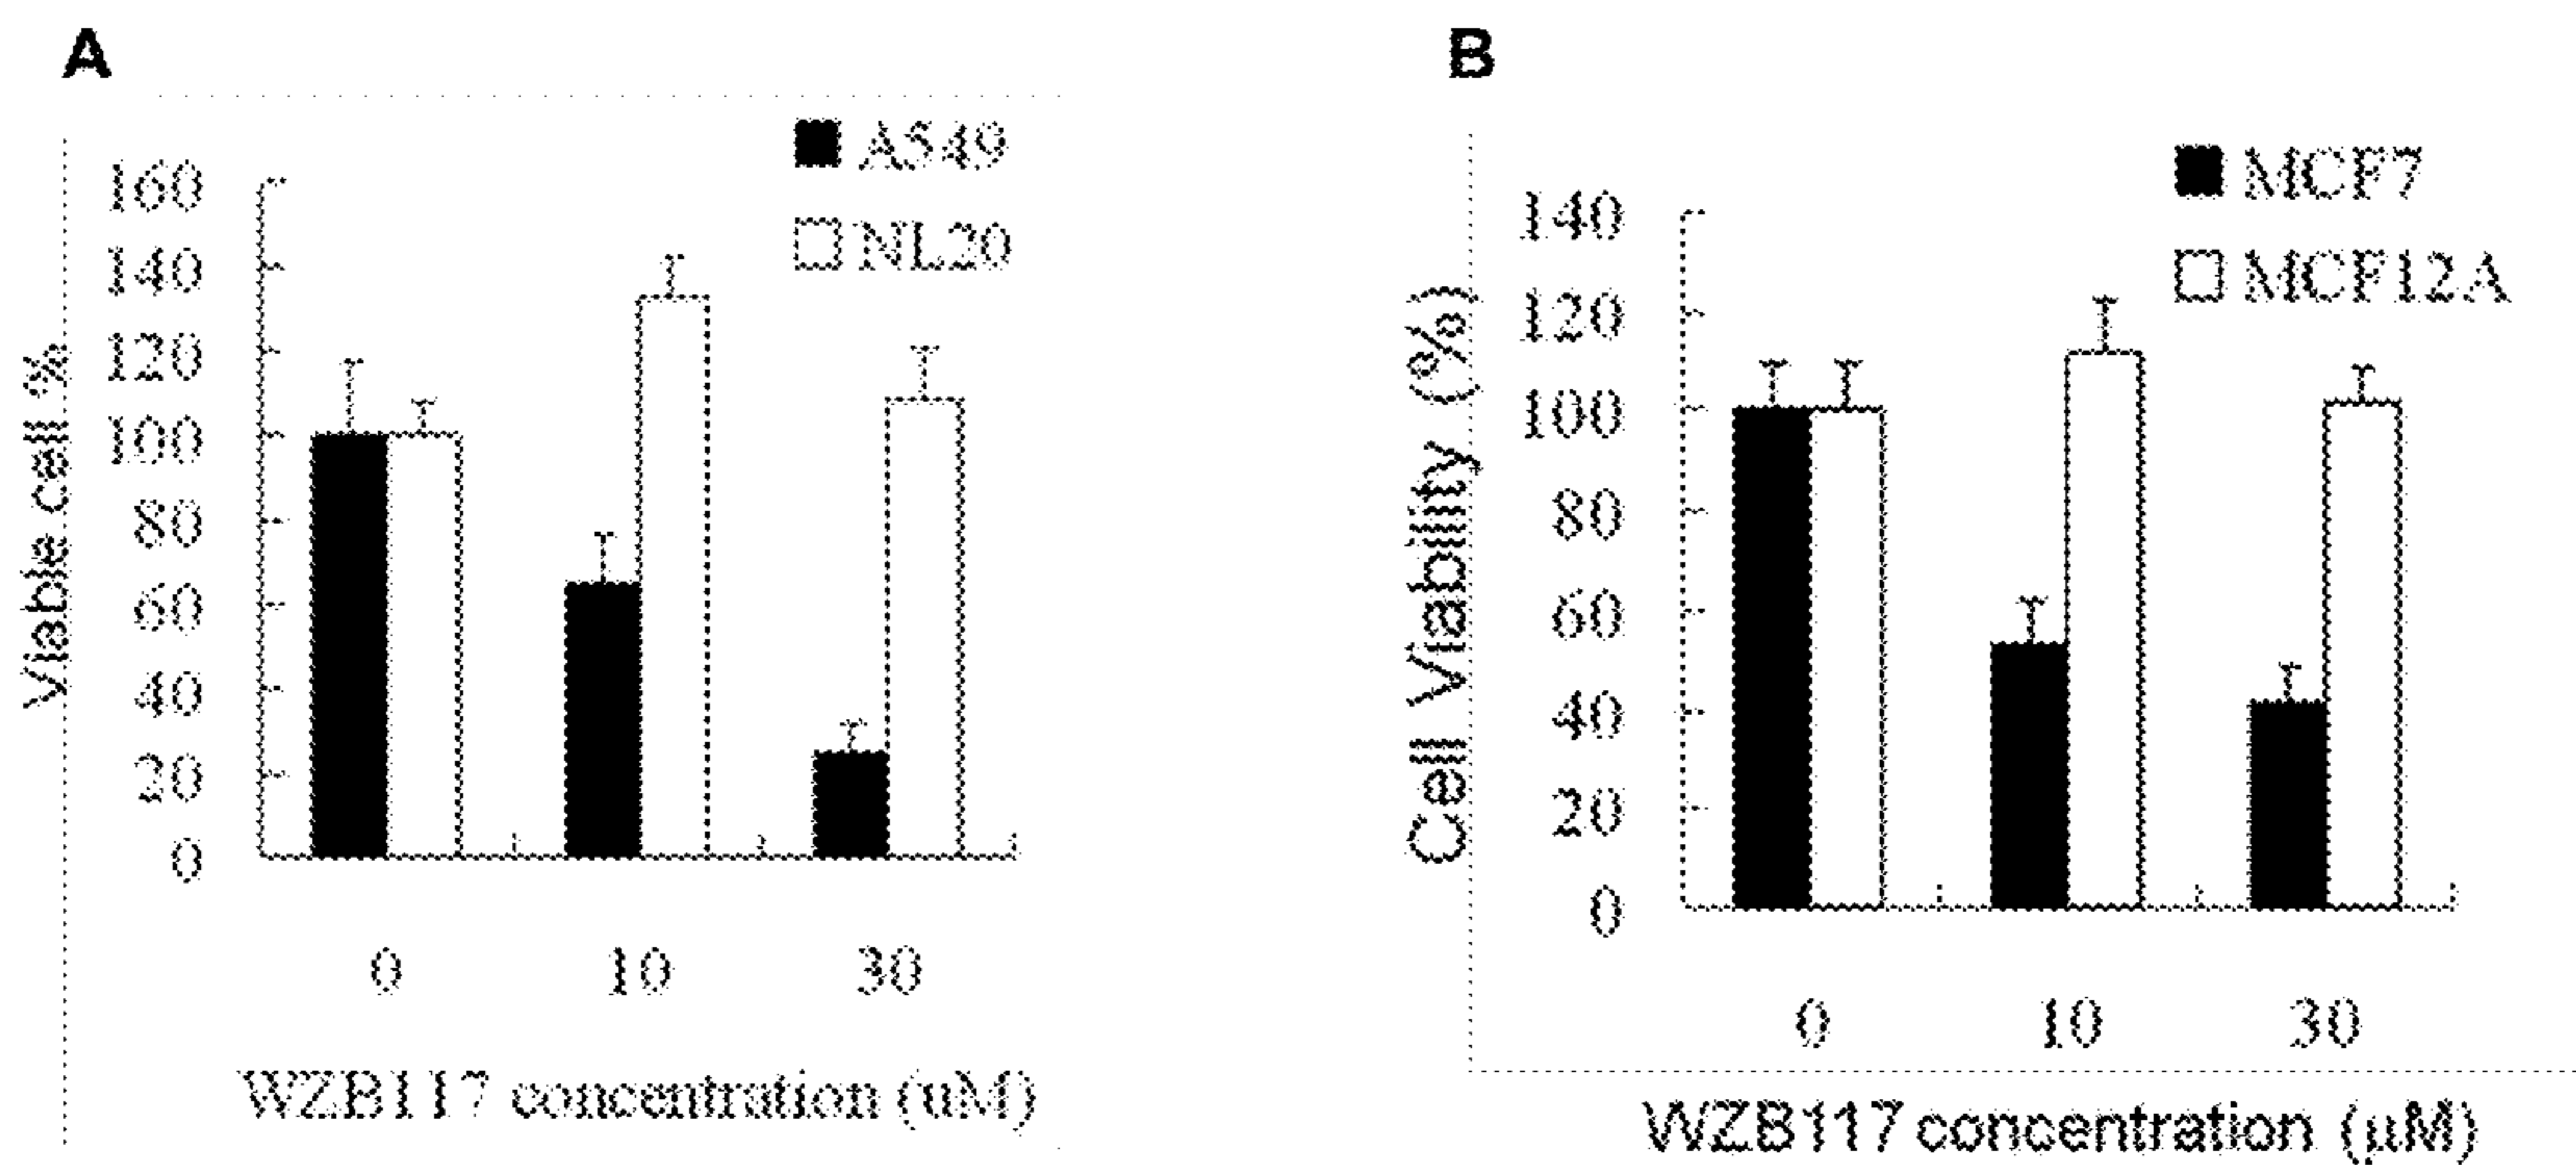 A
A549
NL20
Viable cell %
160
140
120
100
80
60
40
20
0
0 10 30
WZB117 concentration (uM)
B
MCF7
MCF12A
Cell Viability (%)
140
120
100
80
60
40
20
0
0 10 30
WZB117 concentration (μM)